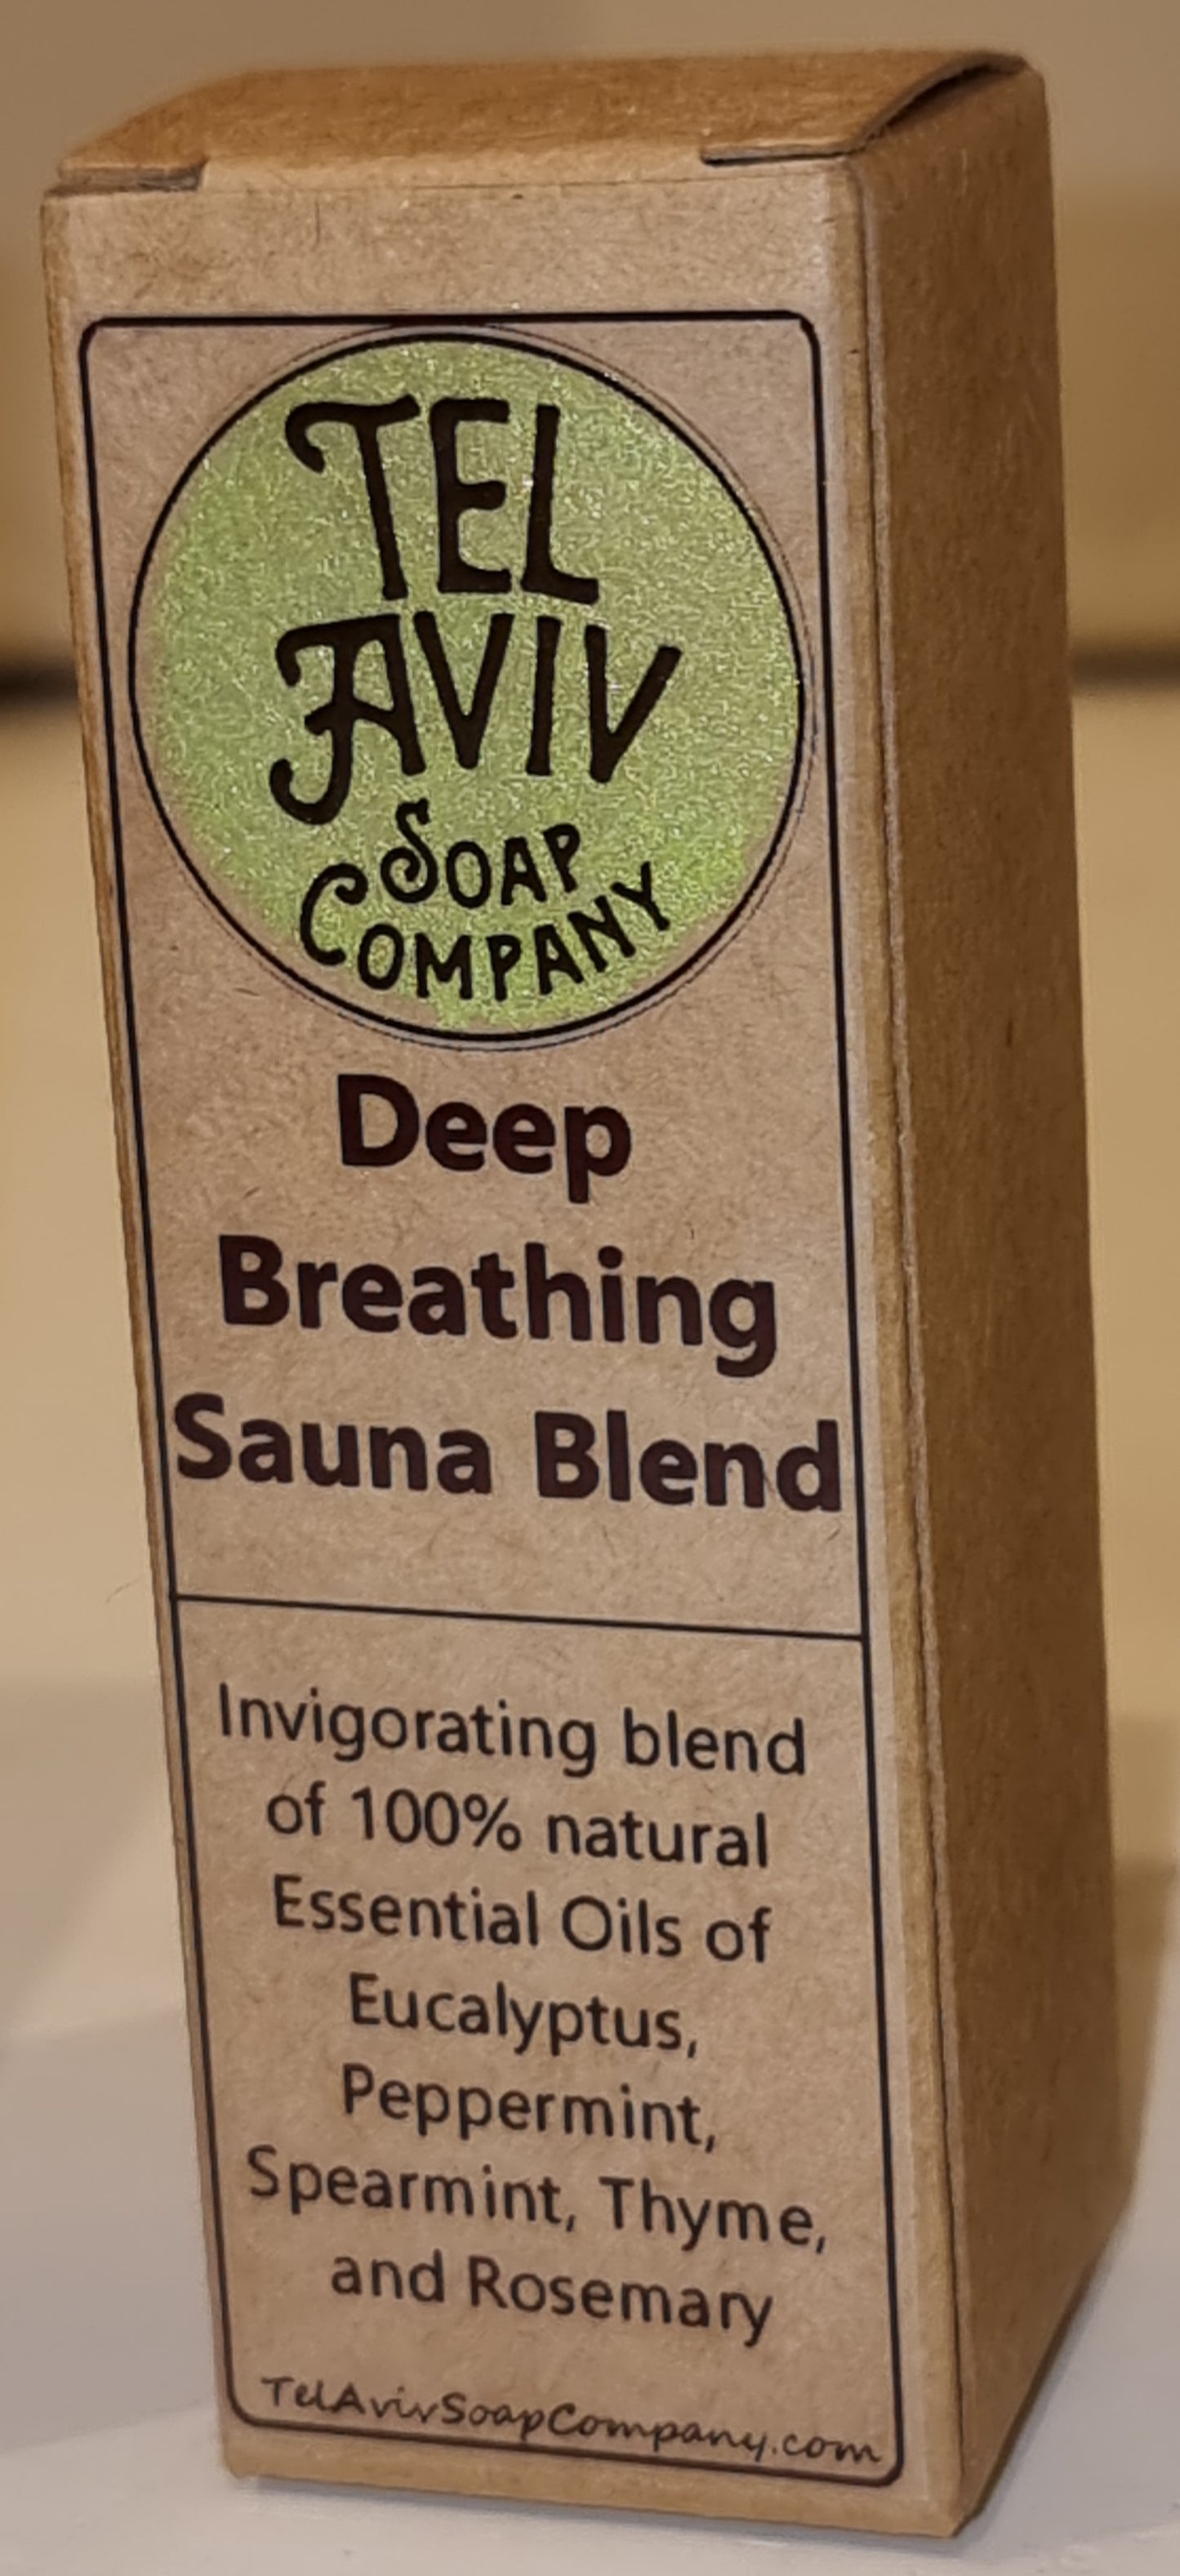 TEL
AVIV
SOAP
COMPANY
Deep
Breathing
Sauna Blend
Invigorating blend
of 100% natural
Essential Oils of
Eucalyptus,
Peppermint,
Spearmint, Thyme,
and Rosemary
TelAvivSoapCompany.com